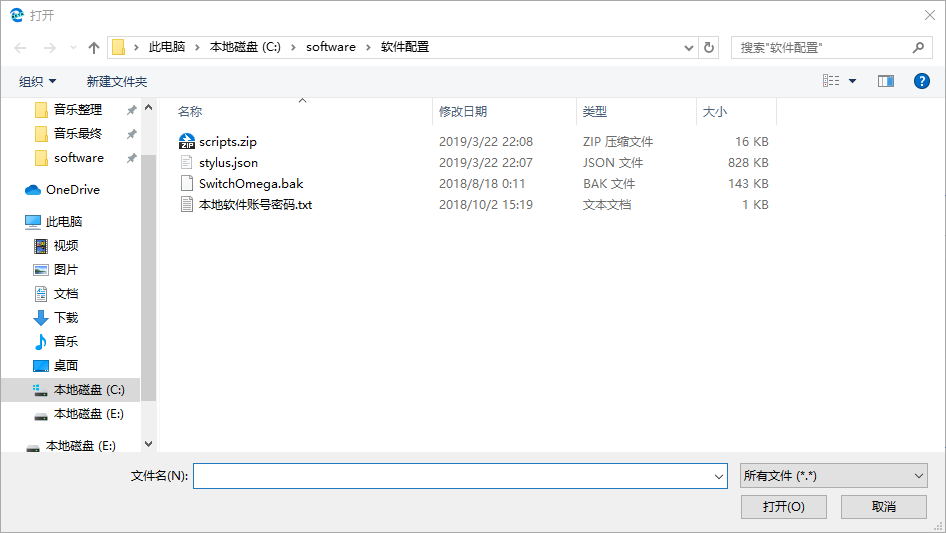 打开
此电脑 › 本地磁盘 (C:) › software › 软件配置
搜索"软件配置"
组织 新建文件夹
音乐整理
音乐最终
software
OneDrive
此电脑
视频
图片
文档
下载
音乐
桌面
本地磁盘 (C:)
本地磁盘 (E:)
本地磁盘 (E:)
名称 修改日期 类型 大小
scripts.zip 2019/3/22 22:08 ZIP 压缩文件 16 KB
stylus.json 2019/3/22 22:07 JSON 文件 828 KB
SwitchOmega.bak 2018/8/18 0:11 BAK 文件 143 KB
本地软件账号密码.txt 2018/10/2 15:19 文本文档 1 KB
文件名(N): 所有文件 (*.*)
打开(O) 取消